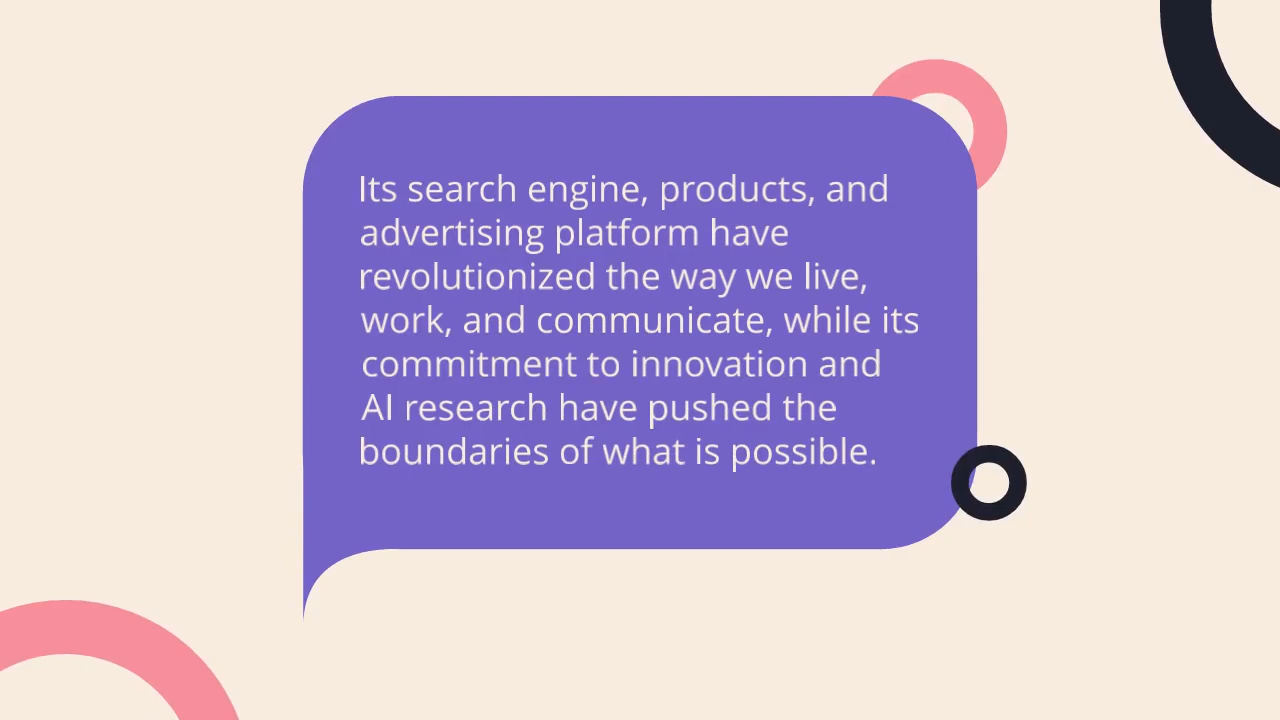 Its search engine, products, and
advertising platform have
revolutionized the way we live,
work, and communicate, while its
commitment to innovation and
AI research have pushed the
boundaries of what is possible.